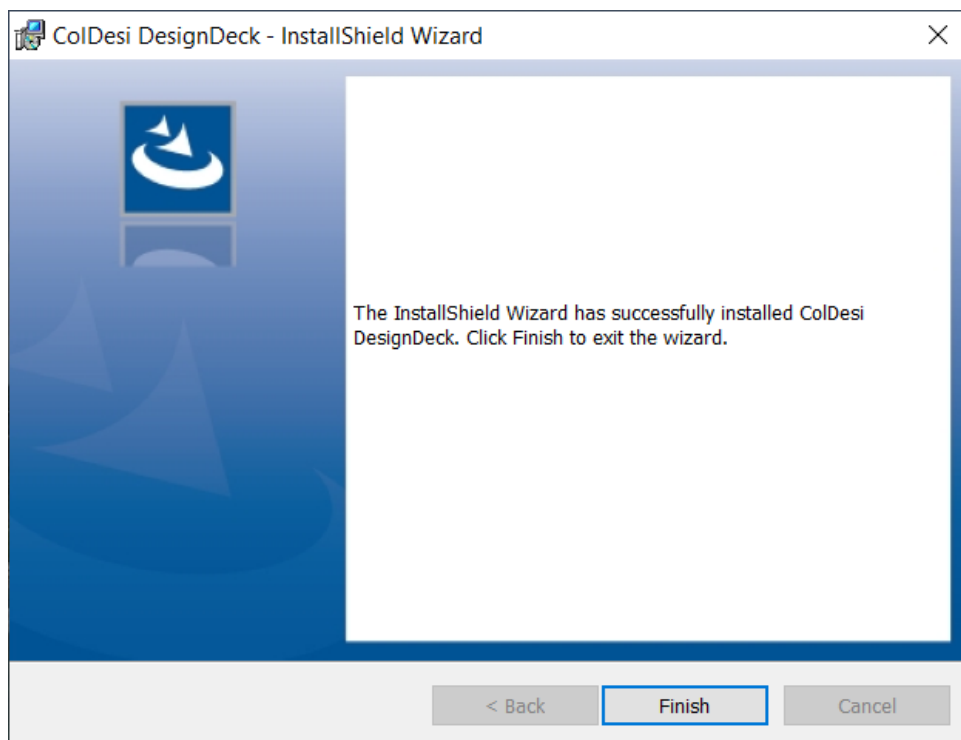 ColDesi DesignDeck - InstallShield Wizard
The InstallShield Wizard has successfully installed ColDesi
DesignDeck. Click Finish to exit the wizard.
< Back
Finish
Cancel